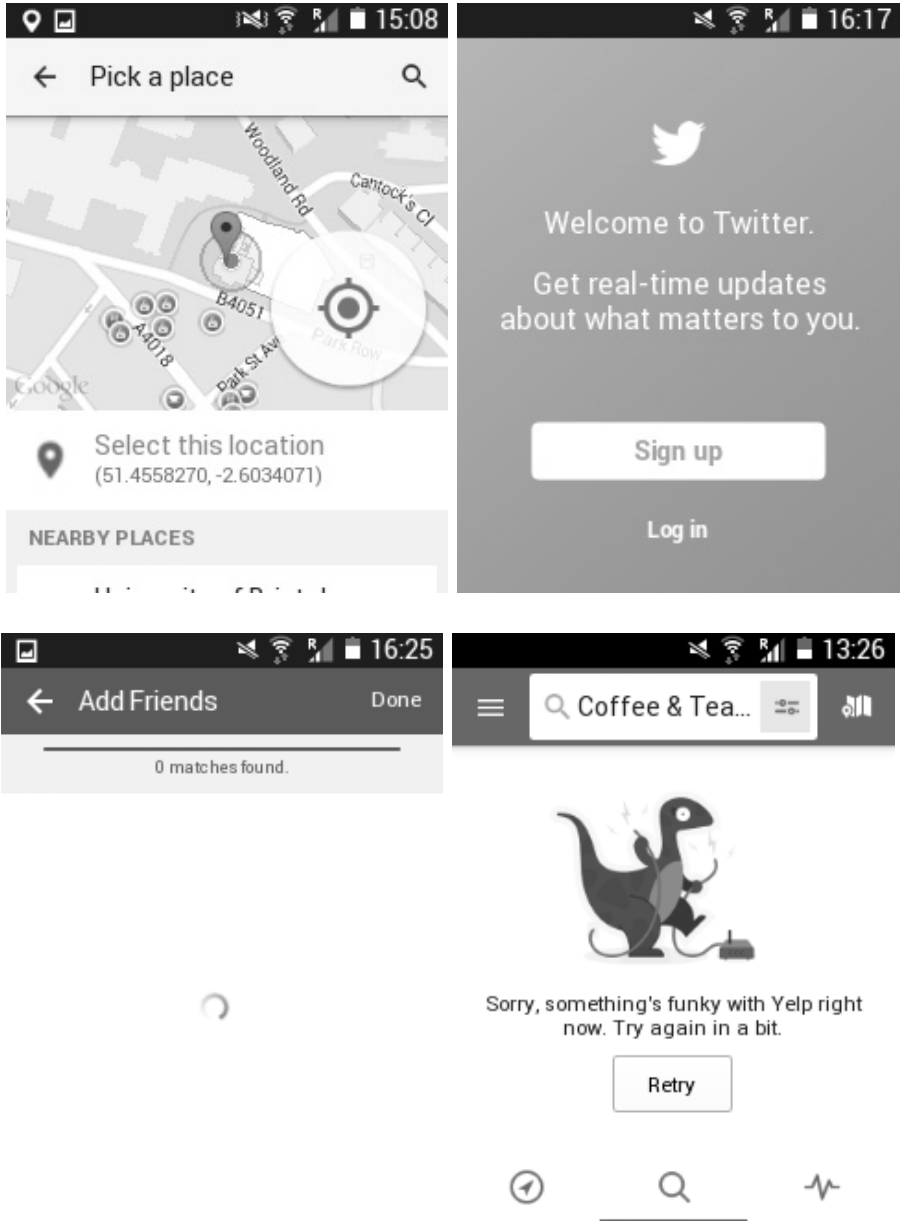 R 15:08
Pick a place
Woodland Rd
Cantock's Cl
B4051
A4018
Park Row
Park St Ave
Google
Select this location
(51.4558270, -2.6034071)
NEARBY PLACES
R 16:17
Welcome to Twitter.
Get real-time updates
about what matters to you.
Sign up
Log in
R 16:25
Add Friends Done
0 matches found.
R 13:26
Coffee & Tea...
Sorry, something's funky with Yelp right
now. Try again in a bit.
Retry